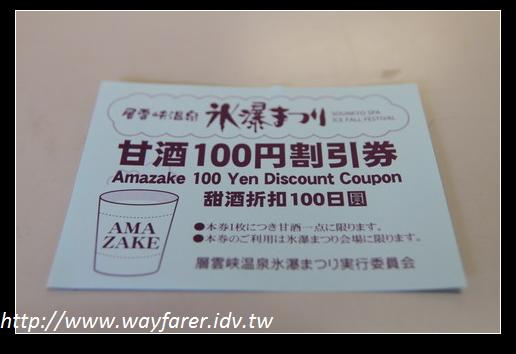 層雲峡温泉 氷瀑まつり SOUNKYO SPA
ICE FALL FESTIVAL
甘酒100円割引券
Amazake 100 Yen Discount Coupon
甜酒折扣100日圓
AMA
ZAKE
●本券1枚につき甘酒一点に限ります。
●本券のご利用は氷瀑まつり会場に限ります。
層雲峡温泉氷瀑まつり実行委員会
http://www.wayfarer.idv.tw